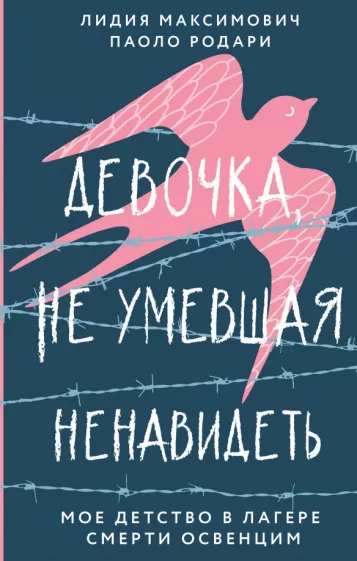 ЛИДИЯ МАКСИМОВИЧ
ПАОЛО РОДАРИ
ДЕВОЧКА,
НЕ УМЕВШАЯ
НЕНАВИДЕТЬ
МОЕ ДЕТСТВО В ЛАГЕРЕ
СМЕРТИ ОСВЕНЦИМ